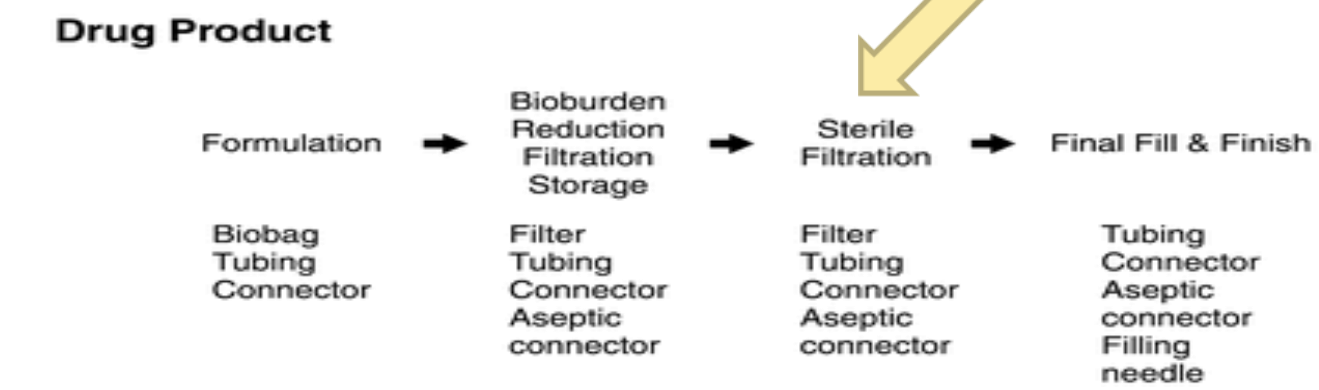 Drug Product
Formulation
Bioburden
Reduction
Filtration
Storage
Sterile
Filtration
Final Fill & Finish
Biobag
Tubing
Connector
Filter
Tubing
Connector
Aseptic
connector
Filter
Tubing
Connector
Aseptic
connector
Tubing
Connector
Aseptic
connector
Filling
needle